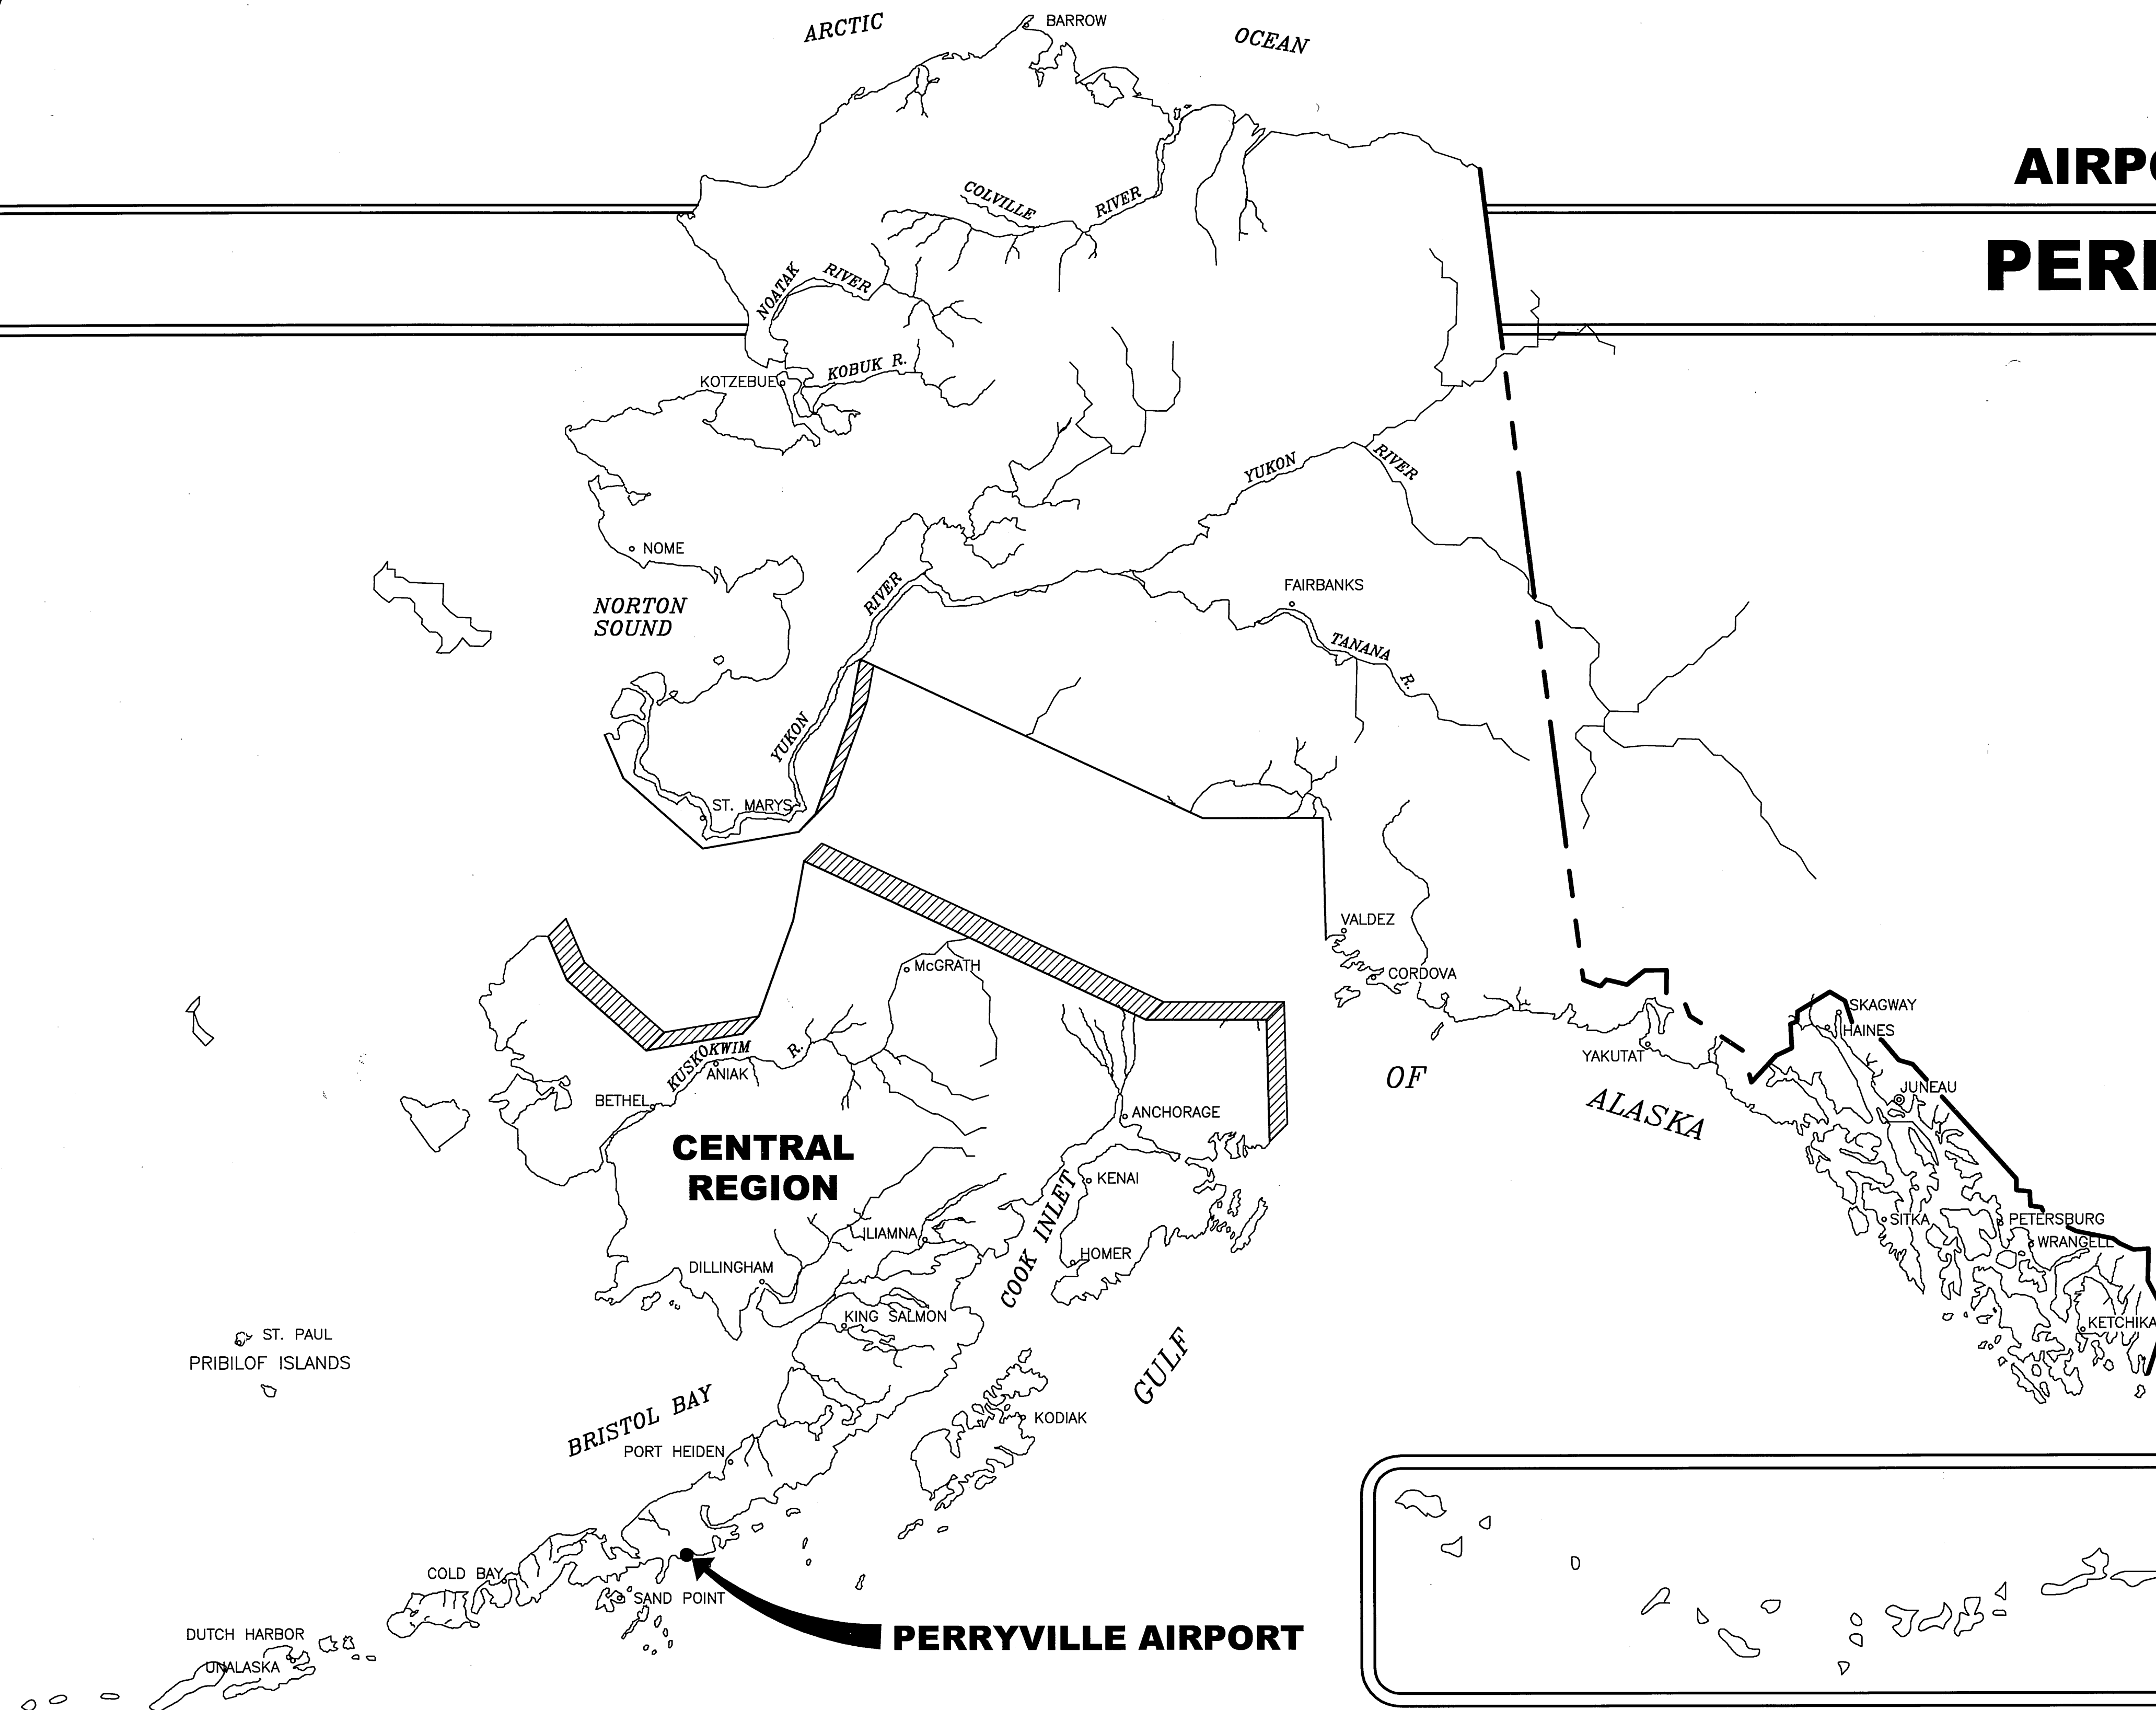 ARCTIC
OCEAN
BARROW
AIRPO
PERR
COLVILLE
RIVER
NOATAK
RIVER
KOTZEBUE
KOBUK R.
YUKON
RIVER
NOME
NORTON
SOUND
RIVER
FAIRBANKS
TANANA
R.
YUKON
ST. MARYS
VALDEZ
McGRATH
CORDOVA
SKAGWAY
HAINES
YAKUTAT
KUSKOKWIM
R.
ANIAK
BETHEL
OF
ALASKA
JUNEAU
ANCHORAGE
CENTRAL
REGION
KENAI
COOK INLET
SITKA
PETERSBURG
WRANGELL
ILIAMNA
HOMER
DILLINGHAM
KING SALMON
KETCHIKA
ST. PAUL
PRIBILOF ISLANDS
GULF
BRISTOL BAY
KODIAK
PORT HEIDEN
COLD BAY
SAND POINT
DUTCH HARBOR
UNALASKA
PERRYVILLE AIRPORT